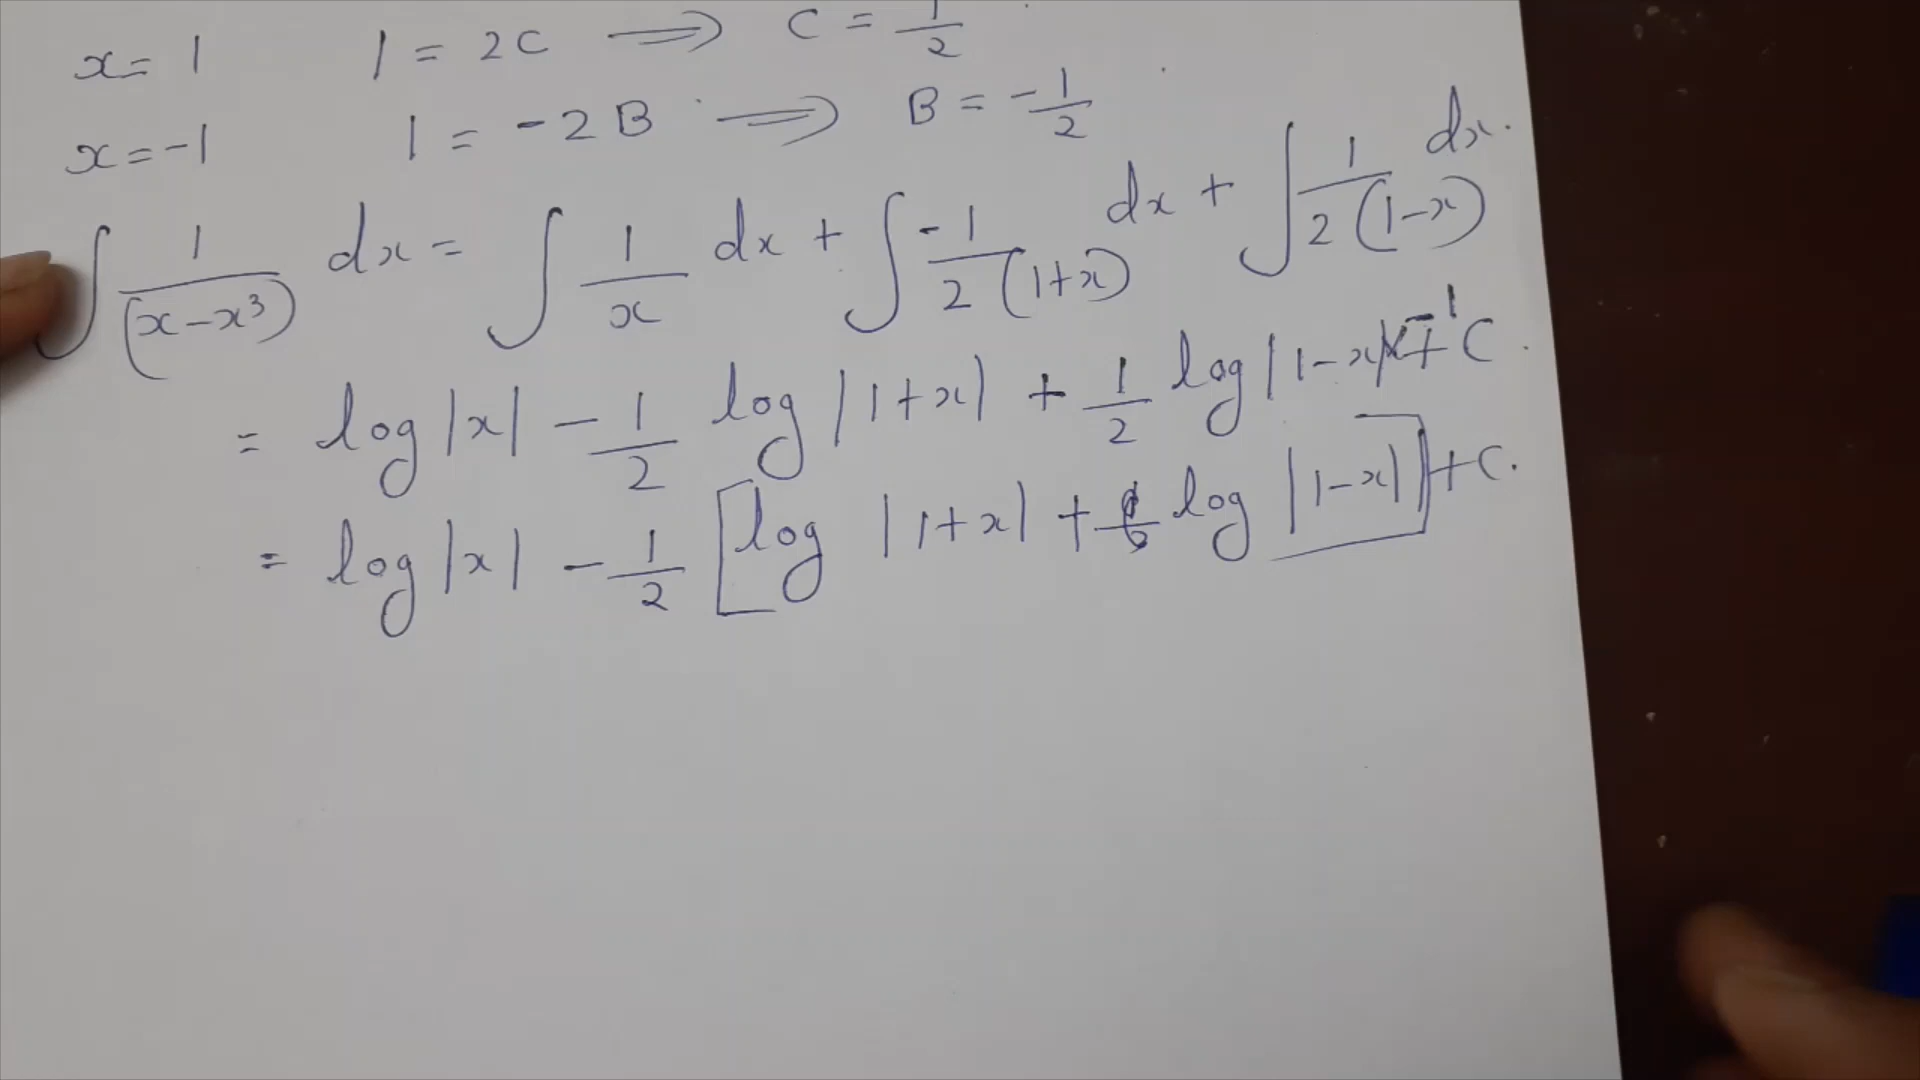 x = 1 1 = 2C ⟹ C = 1/2
x = -1 1 = -2B ⟹ B = -1/2
∫ 1/(x-x³) dx = ∫ 1/x dx + ∫ -1/2(1+x) dx + ∫ 1/2(1-x) dx.
= log |x| - 1/2 log |1+x| + 1/2 log |1-x| + C.
= log |x| - 1/2 [log |1+x| + log |1-x|] + C.